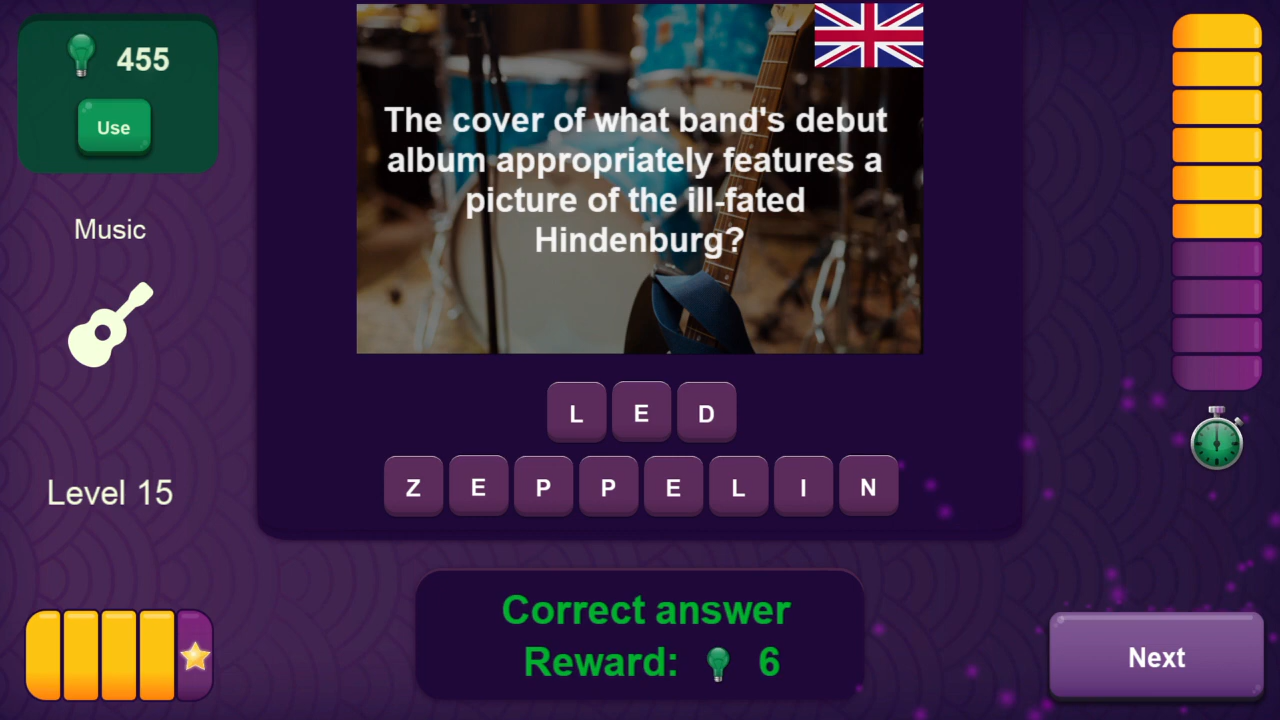 455
Use
Music
Level 15
The cover of what band's debut
album appropriately features a
picture of the ill-fated
Hindenburg?
L E D
Z E P P E L I N
Correct answer
Reward: 6
Next